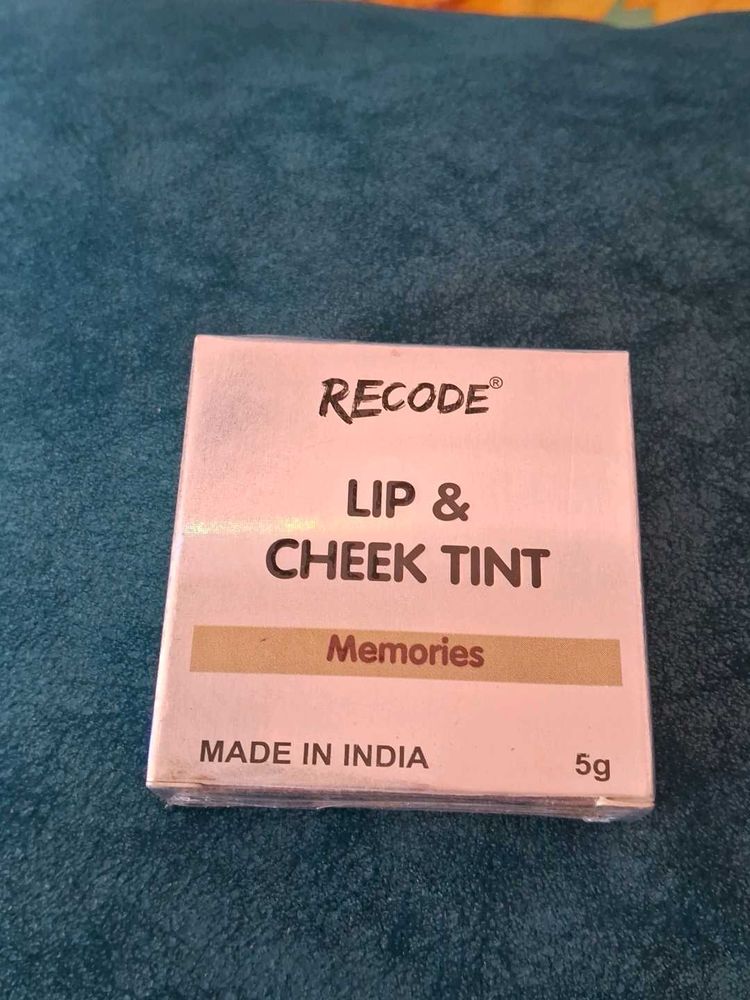 RECODE®
LIP &
CHEEK TINT
Memories
MADE IN INDIA 5g